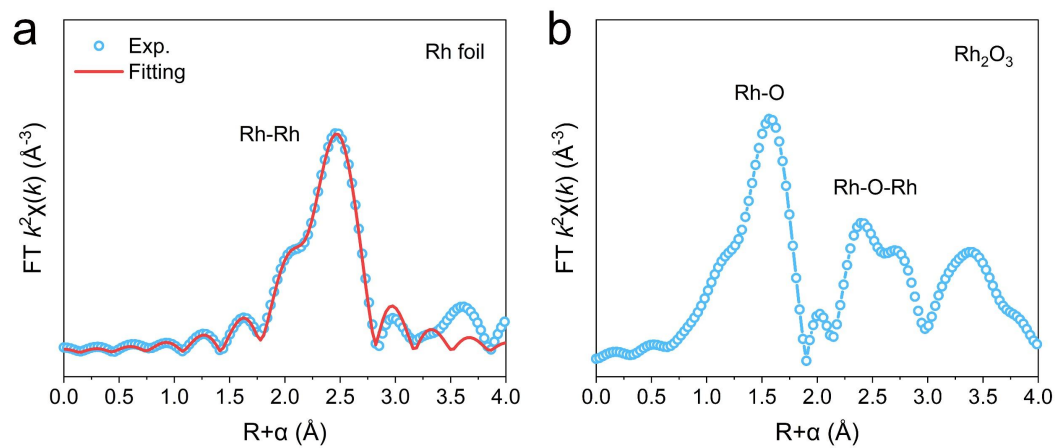 a
Exp.
Fitting
Rh foil
Rh-Rh
FT k²χ(k) (Å⁻³)
0.0 0.5 1.0 1.5 2.0 2.5 3.0 3.5 4.0
R+α (Å)
b
Rh₂O₃
Rh-O
Rh-O-Rh
FT k²χ(k) (Å⁻³)
0.0 0.5 1.0 1.5 2.0 2.5 3.0 3.5 4.0
R+α (Å)